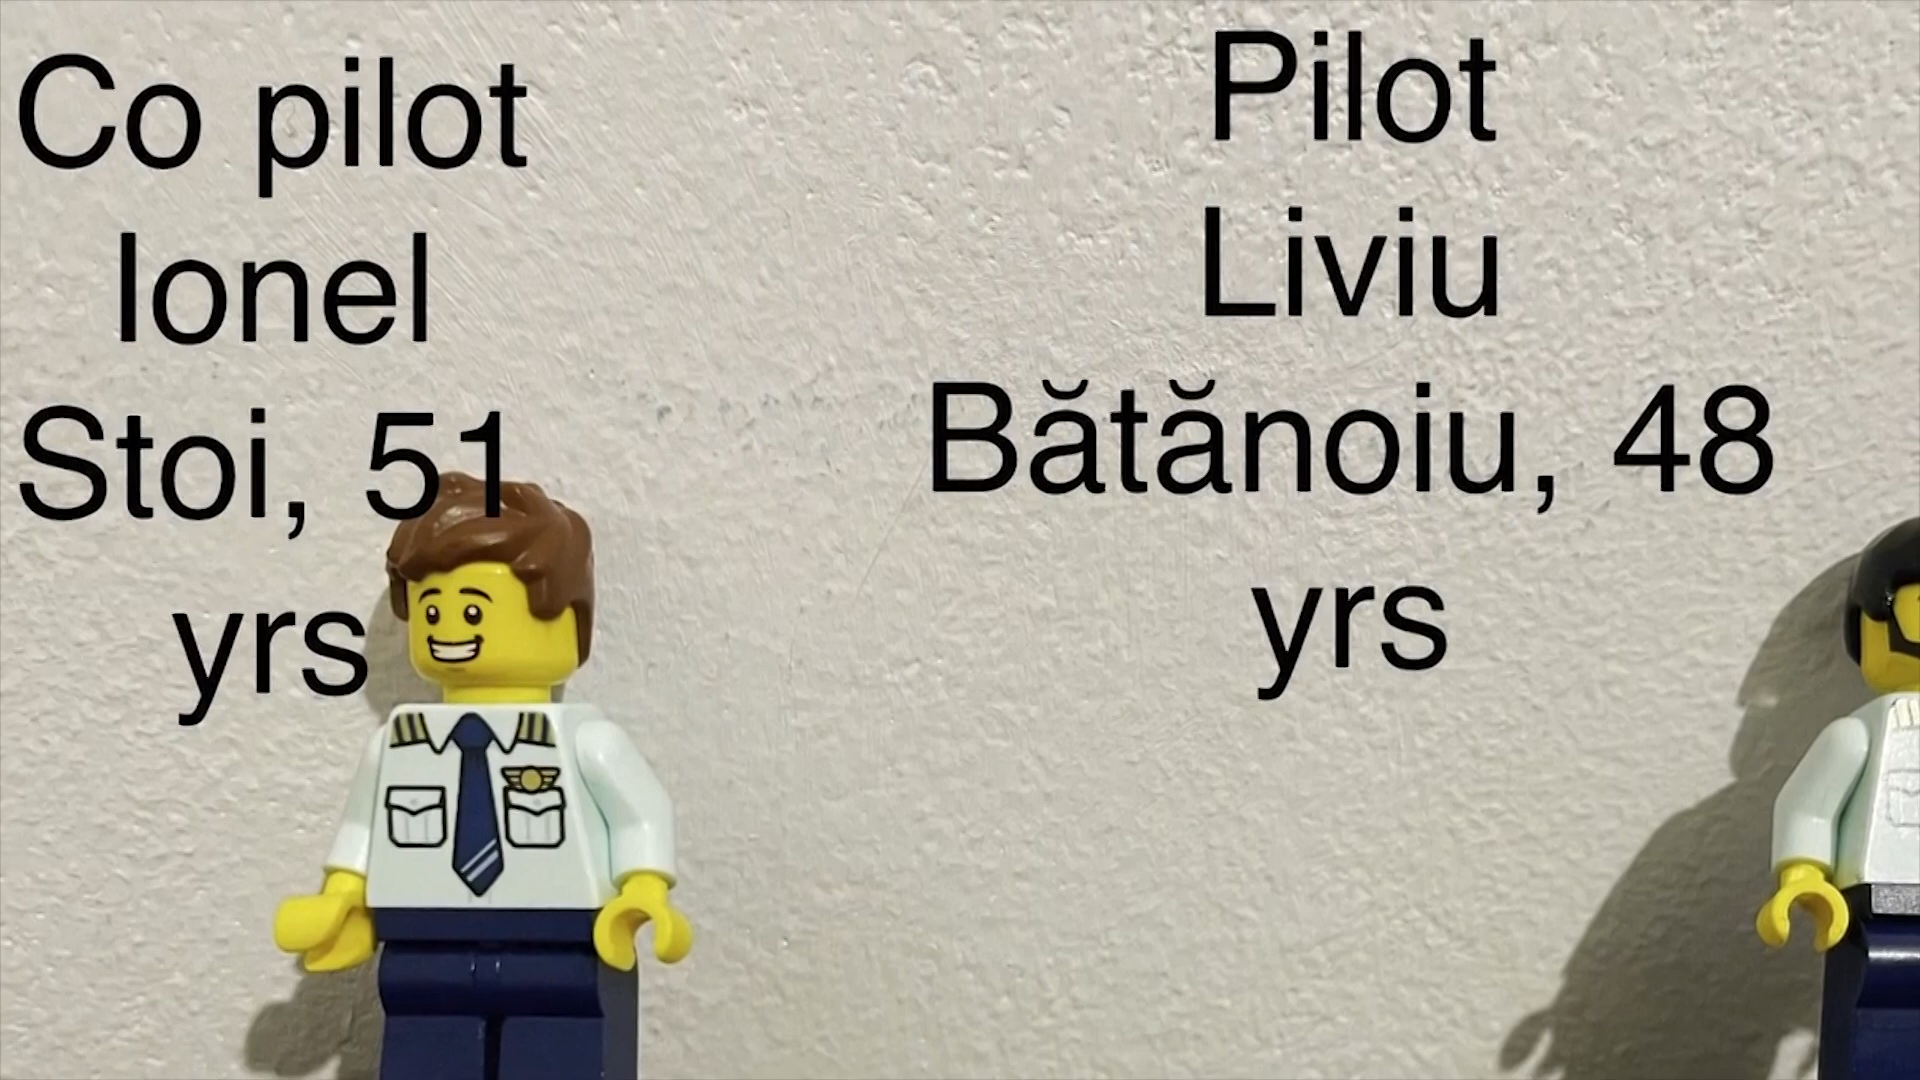 Co pilot
Ionel
Stoi, 51
yrs
Pilot
Liviu
Bătănoiu, 48
yrs